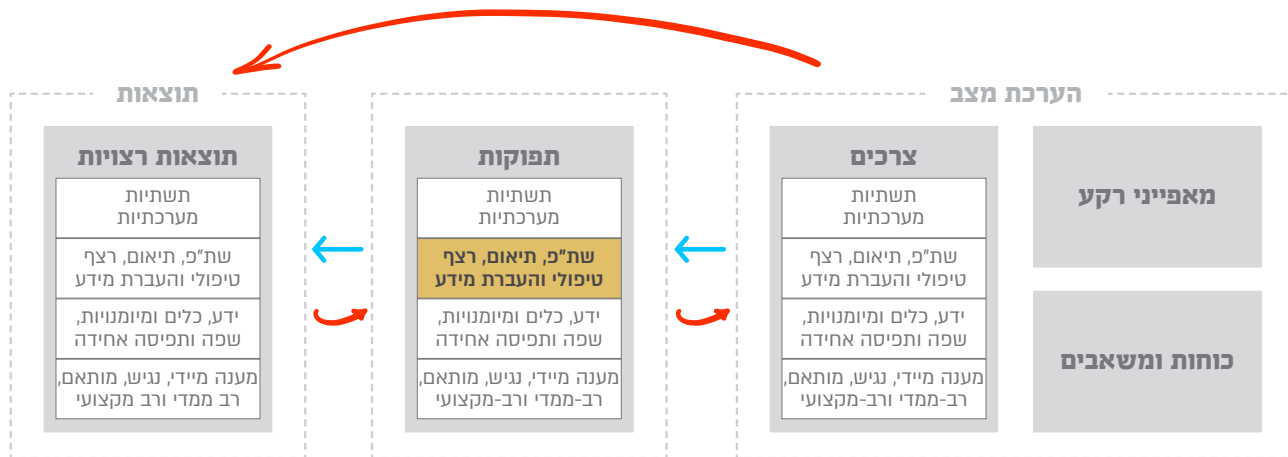 הערכת מצב
מאפייני רקע
כוחות ומשאבים
צרכים
תשתיות
מערכתיות
שת"פ, תיאום, רצף
טיפולי והעברת מידע
ידע, כלים ומיומנויות,
שפה ותפיסה אחידה
מענה מיידי, נגיש, מותאם,
רב-ממדי ורב-מקצועי
תפוקות
תשתיות
מערכתיות
שת"פ, תיאום, רצף
טיפולי והעברת מידע
ידע, כלים ומיומנויות,
שפה ותפיסה אחידה
מענה מיידי, נגיש, מותאם,
רב-ממדי ורב-מקצועי
תוצאות
תוצאות רצויות
תשתיות
מערכתיות
שת"פ, תיאום, רצף
טיפולי והעברת מידע
ידע, כלים ומיומנויות,
שפה ותפיסה אחידה
מענה מיידי, נגיש, מותאם,
רב ממדי ורב מקצועי